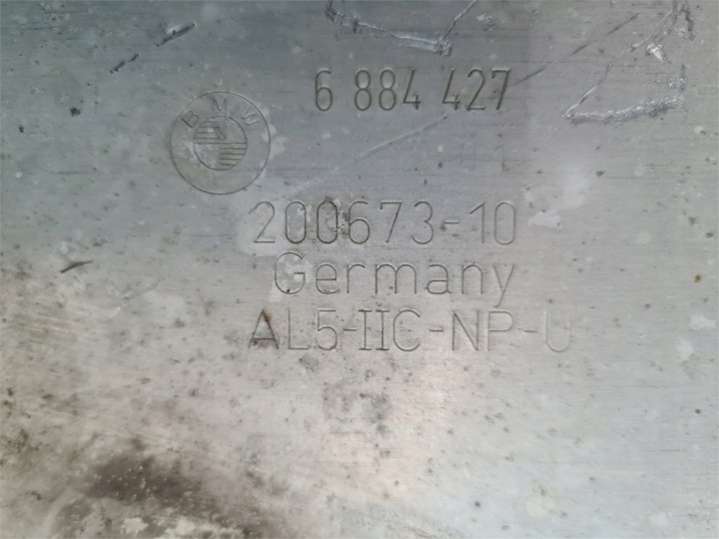 6 884 427
BMW
200673-10
Germany
AL5-IIC-NP-U